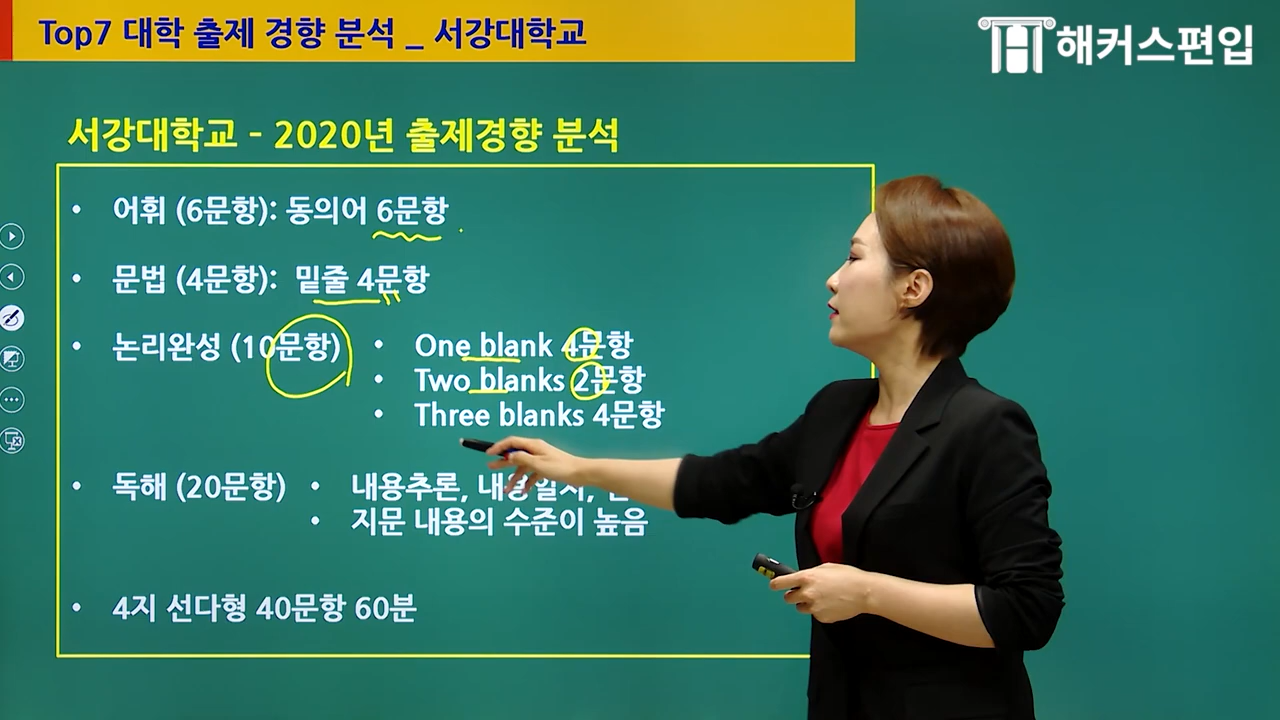 Top7 대학 출제 경향 분석 _ 서강대학교
해커스편입
서강대학교 - 2020년 출제경향 분석
• 어휘 (6문항): 동의어 6문항
• 문법 (4문항): 밑줄 4문항
• 논리완성 (10문항) • One blank 4문항
• Two blanks 2문항
• Three blanks 4문항
• 독해 (20문항) • 내용추론,
• 지문 내용의 수준이 높음
• 4지 선다형 40문항 60분